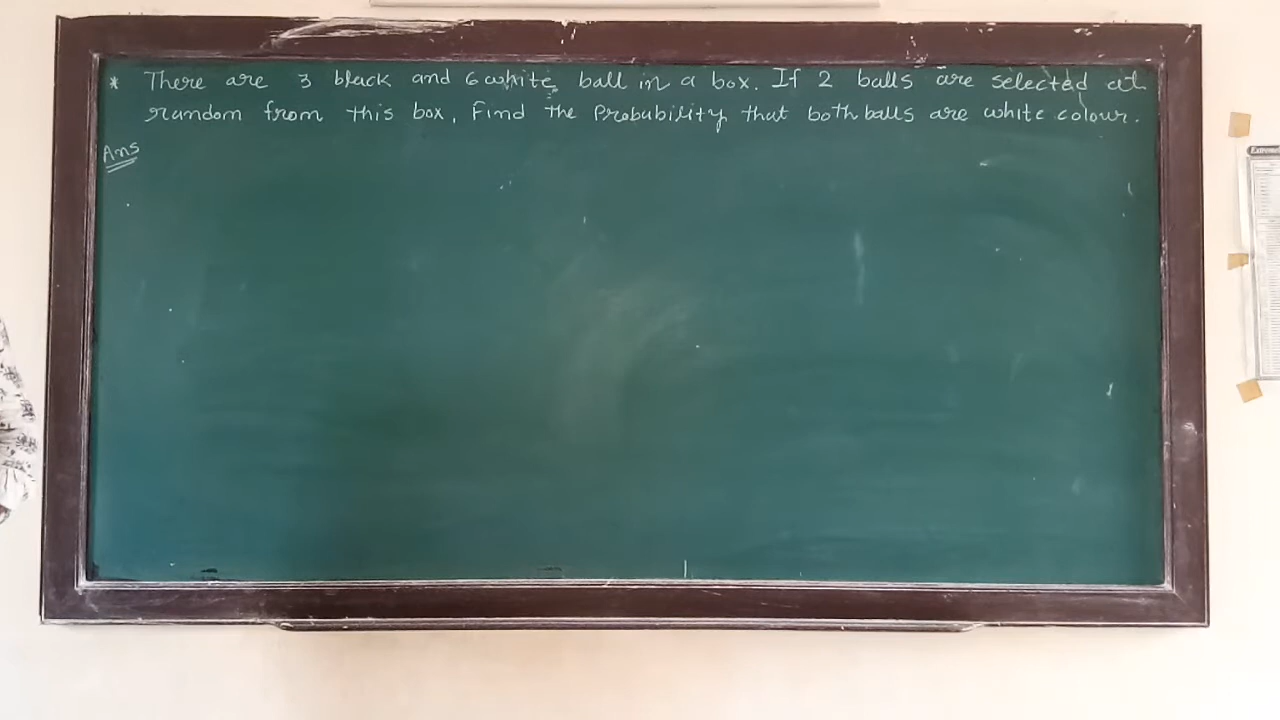 * There are 3 black and 6 white ball in a box. If 2 balls are selected at
random from this box, Find the Probability that both balls are white colour.
Ans